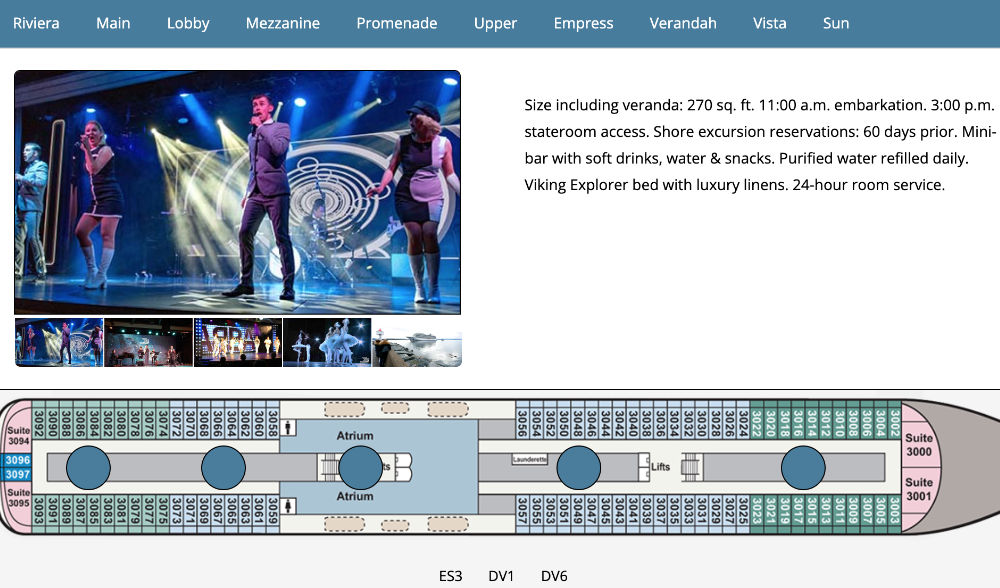 Riviera Main Lobby Mezzanine Promenade Upper Empress Verandah Vista Sun
Size including veranda: 270 sq. ft. 11:00 a.m. embarkation. 3:00 p.m.
stateroom access. Shore excursion reservations: 60 days prior. Mini-
bar with soft drinks, water & snacks. Purified water refilled daily.
Viking Explorer bed with luxury linens. 24-hour room service.
Suite
3094
3092 3090 3088 3086 3084 3082 3080 3078 3076 3074 3072 3070 3068 3066 3064 3062 3060 3058
Atrium
3056 3054 3052 3050 3048 3046 3044 3042 3040 3038 3036 3034 3032 3030 3028 3026 3024
3022 3020 3018 3016 3014 3012 3010 3008 3006 3004 3002
Suite
3000
3096
3097
ts
Launderette
Lifts
Suite
3095
3093 3091 3089 3087 3085 3083 3081 3079 3077 3075 3073 3071 3069 3067 3065 3063 3061 3059
Atrium
3057 3055 3053 3051 3049 3047 3045 3043 3041 3039 3037 3035 3033 3031 3029 3027 3025
3023 3021 3019 3017 3015 3013 3011 3009 3007 3005 3003
Suite
3001
ES3 DV1 DV6